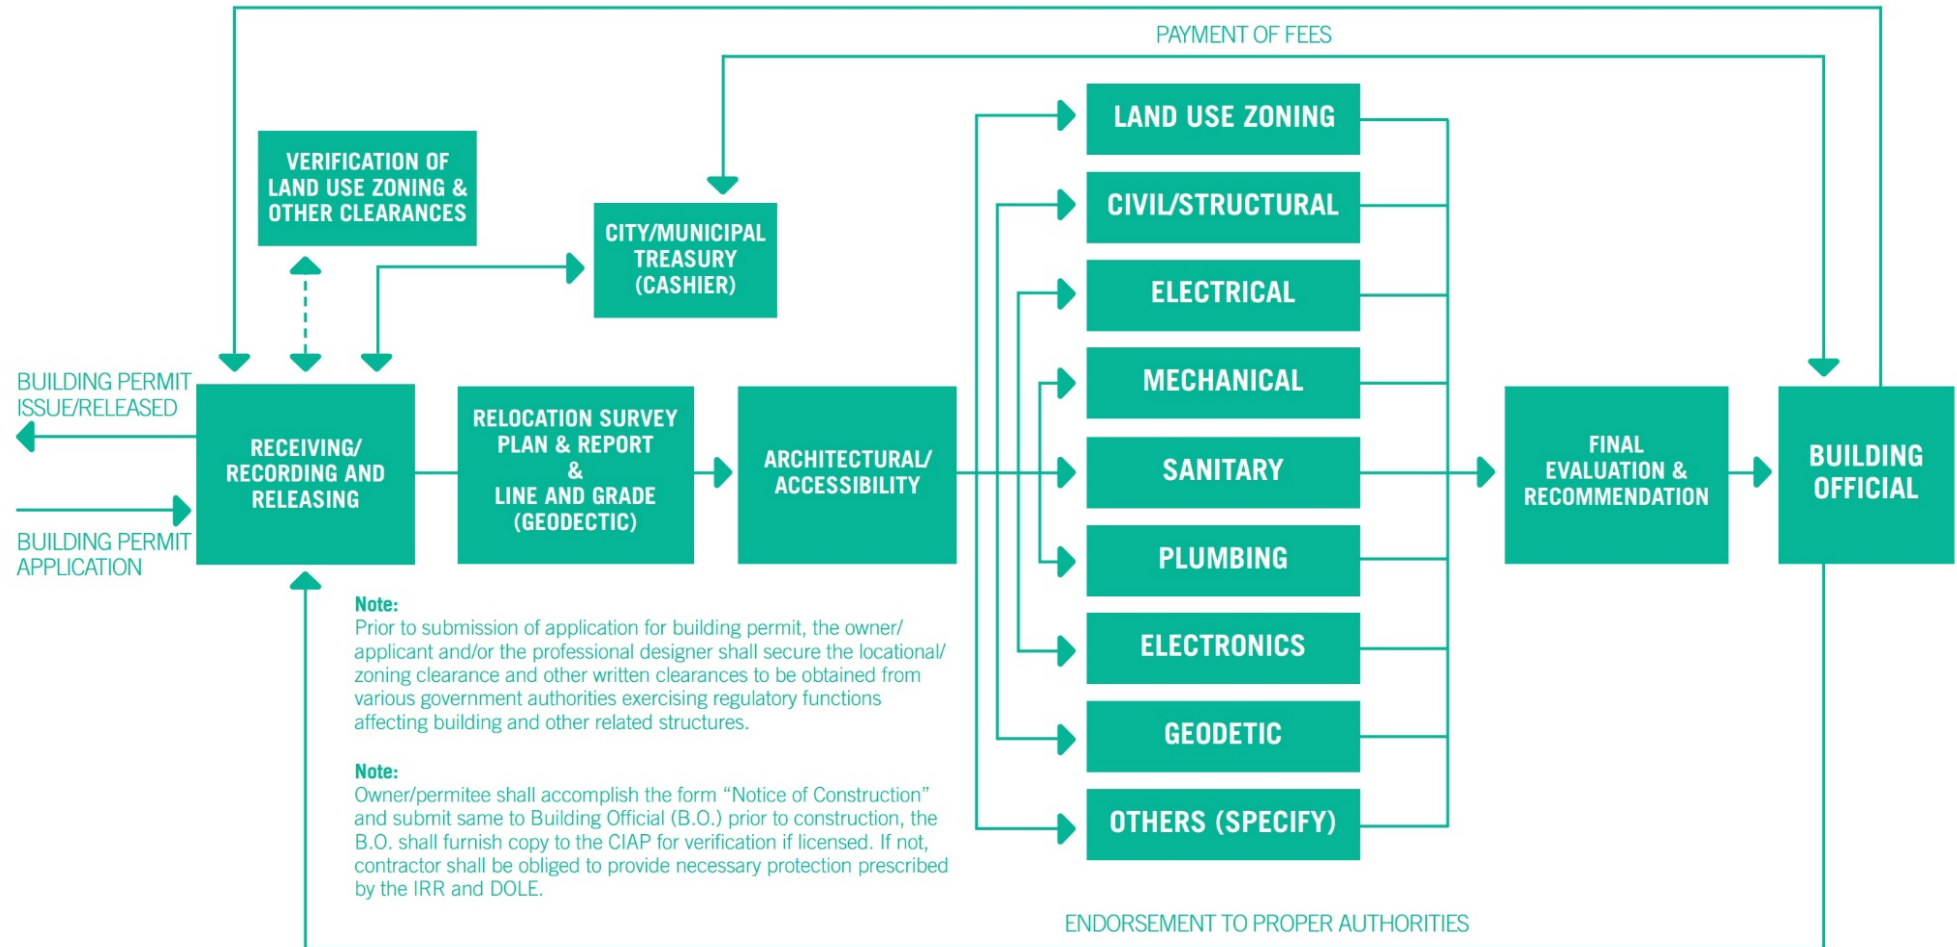 PAYMENT OF FEES
VERIFICATION OF
LAND USE ZONING &
OTHER CLEARANCES
CITY/MUNICIPAL
TREASURY
(CASHIER)
LAND USE ZONING
CIVIL/STRUCTURAL
ELECTRICAL
MECHANICAL
SANITARY
PLUMBING
ELECTRONICS
GEODETIC
OTHERS (SPECIFY)
BUILDING PERMIT
ISSUE/RELEASED
BUILDING PERMIT
APPLICATION
RECEIVING/
RECORDING AND
RELEASING
RELOCATION SURVEY
PLAN & REPORT
&
LINE AND GRADE
(GEODECTIC)
ARCHITECTURAL/
ACCESSIBILITY
FINAL
EVALUATION &
RECOMMENDATION
BUILDING
OFFICIAL
Note:
Prior to submission of application for building permit, the owner/
applicant and/or the professional designer shall secure the locational/
zoning clearance and other written clearances to be obtained from
various government authorities exercising regulatory functions
affecting building and other related structures.
Note:
Owner/permitee shall accomplish the form “Notice of Construction”
and submit same to Building Official (B.O.) prior to construction, the
B.O. shall furnish copy to the CIAP for verification if licensed. If not,
contractor shall be obliged to provide necessary protection prescribed
by the IRR and DOLE.
ENDORSEMENT TO PROPER AUTHORITIES